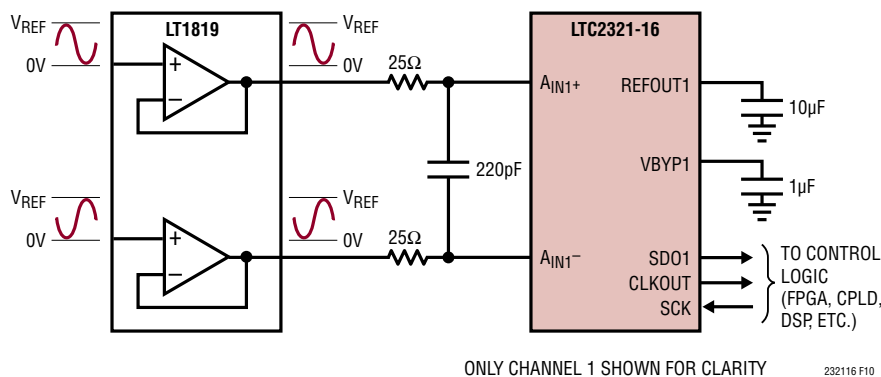 LT1819
LTC2321-16
VREF
0V
+
–
VREF
0V
25Ω
AIN1+
REFOUT1
10µF
220pF
VBYP1
1µF
VREF
0V
+
–
VREF
0V
25Ω
AIN1–
SDO1
CLKOUT
SCK
TO CONTROL
LOGIC
(FPGA, CPLD,
DSP, ETC.)
ONLY CHANNEL 1 SHOWN FOR CLARITY
232116 F10